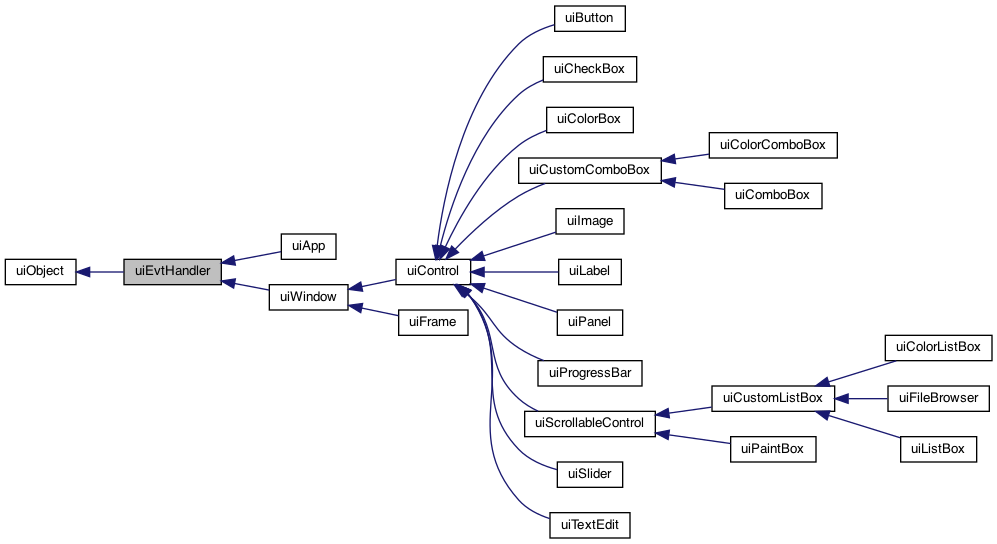 uiButton
uiCheckBox
uiColorBox
uiColorComboBox
uiCustomComboBox
uiComboBox
uiImage
uiApp
uiObject
uiEvtHandler
uiControl
uiLabel
uiWindow
uiFrame
uiPanel
uiColorListBox
uiProgressBar
uiCustomListBox
uiFileBrowser
uiScrollableControl
uiPaintBox
uiListBox
uiSlider
uiTextEdit